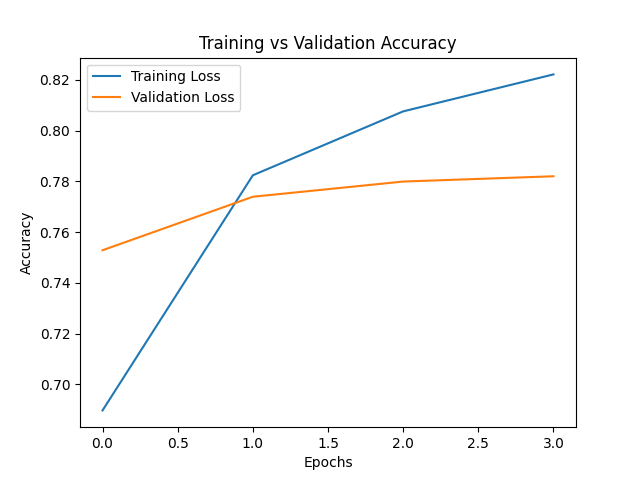 Training vs Validation Accuracy
Training Loss
Validation Loss
0.82
0.80
0.78
0.76
0.74
0.72
0.70
Accuracy
0.0 0.5 1.0 1.5 2.0 2.5 3.0
Epochs